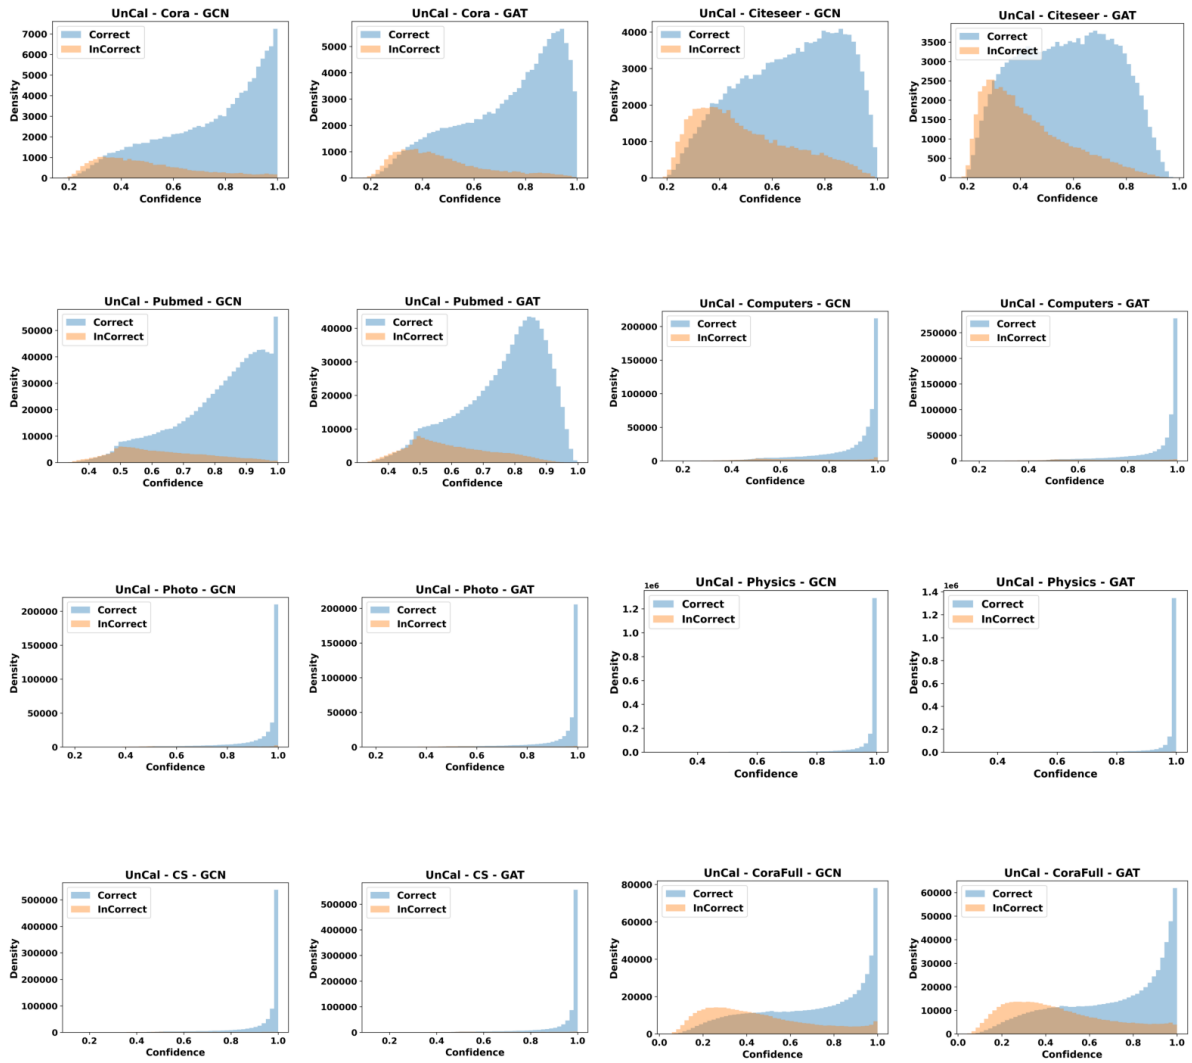 UnCal - Cora - GCN
Correct
InCorrect
Density
7000
6000
5000
4000
3000
2000
1000
0
0.2 0.4 0.6 0.8 1.0
Confidence
UnCal - Cora - GAT
Correct
InCorrect
Density
5000
4000
3000
2000
1000
0
0.2 0.4 0.6 0.8 1.0
Confidence
UnCal - Citeseer - GCN
Correct
InCorrect
Density
4000
3000
2000
1000
0
0.2 0.4 0.6 0.8 1.0
Confidence
UnCal - Citeseer - GAT
Correct
InCorrect
Density
3500
3000
2500
2000
1500
1000
500
0
0.2 0.4 0.6 0.8 1.0
Confidence
UnCal - Pubmed - GCN
Correct
InCorrect
Density
50000
40000
30000
20000
10000
0
0.4 0.5 0.6 0.7 0.8 0.9 1.0
Confidence
UnCal - Pubmed - GAT
Correct
InCorrect
Density
40000
30000
20000
10000
0
0.4 0.5 0.6 0.7 0.8 0.9 1.0
Confidence
UnCal - Computers - GCN
Correct
InCorrect
Density
200000
150000
100000
50000
0
0.2 0.4 0.6 0.8 1.0
Confidence
UnCal - Computers - GAT
Correct
InCorrect
Density
250000
200000
150000
100000
50000
0
0.2 0.4 0.6 0.8 1.0
Confidence
UnCal - Photo - GCN
Correct
InCorrect
Density
200000
150000
100000
50000
0
0.2 0.4 0.6 0.8 1.0
Confidence
UnCal - Photo - GAT
Correct
InCorrect
Density
200000
150000
100000
50000
0
0.2 0.4 0.6 0.8 1.0
Confidence
UnCal - Physics - GCN
1e6
Correct
InCorrect
Density
1.2
1.0
0.8
0.6
0.4
0.2
0.0
0.4 0.6 0.8 1.0
Confidence
UnCal - Physics - GAT
1e6
Correct
InCorrect
Density
1.4
1.2
1.0
0.8
0.6
0.4
0.2
0.0
0.4 0.6 0.8 1.0
Confidence
UnCal - CS - GCN
Correct
InCorrect
Density
500000
400000
300000
200000
100000
0
0.2 0.4 0.6 0.8 1.0
Confidence
UnCal - CS - GAT
Correct
InCorrect
Density
500000
400000
300000
200000
100000
0
0.2 0.4 0.6 0.8 1.0
Confidence
UnCal - CoraFull - GCN
Correct
InCorrect
Density
80000
60000
40000
20000
0
0.0 0.2 0.4 0.6 0.8 1.0
Confidence
UnCal - CoraFull - GAT
Correct
InCorrect
Density
60000
50000
40000
30000
20000
10000
0
0.0 0.2 0.4 0.6 0.8 1.0
Confidence